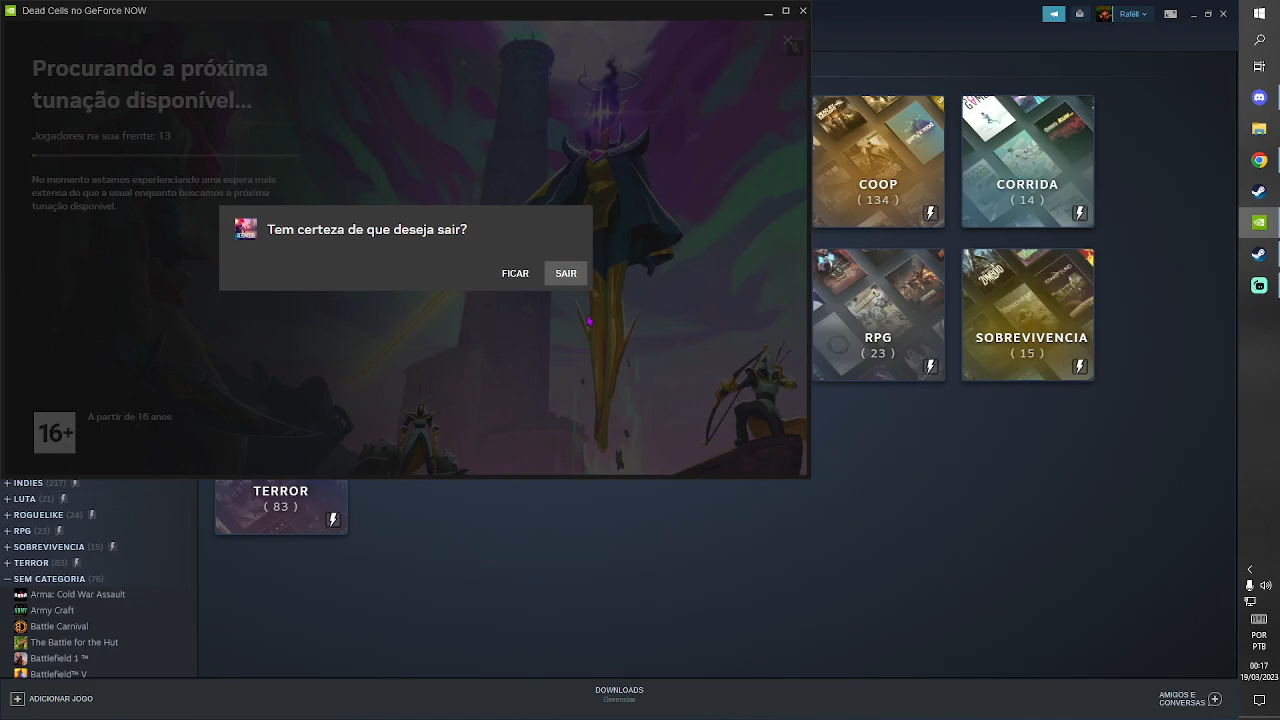 Dead Cells no GeForce NOW
Raféll
Procurando a próxima
tunação disponível...
Jogadores na sua frente: 13
No momento estamos experienciando uma espera mais
extensa do que a usual enquanto buscamos a próxima
tunação disponível.
Tem certeza de que deseja sair?
FICAR
SAIR
16+
A partir de 16 anos
COOP
( 134 )
CORRIDA
( 14 )
RPG
( 23 )
SOBREVIVENCIA
( 15 )
TERROR
( 83 )
INDIES (217)
LUTA (21)
ROGUELIKE (24)
RPG (23)
SOBREVIVENCIA (15)
TERROR (83)
SEM CATEGORIA (76)
Arma: Cold War Assault
Army Craft
Battle Carnival
The Battle for the Hut
Battlefield 1 ™
Battlefield™ V
ADICIONAR JOGO
DOWNLOADS
Gerenciar
AMIGOS E
CONVERSAS
POR
PTB
00:17
19/03/2023